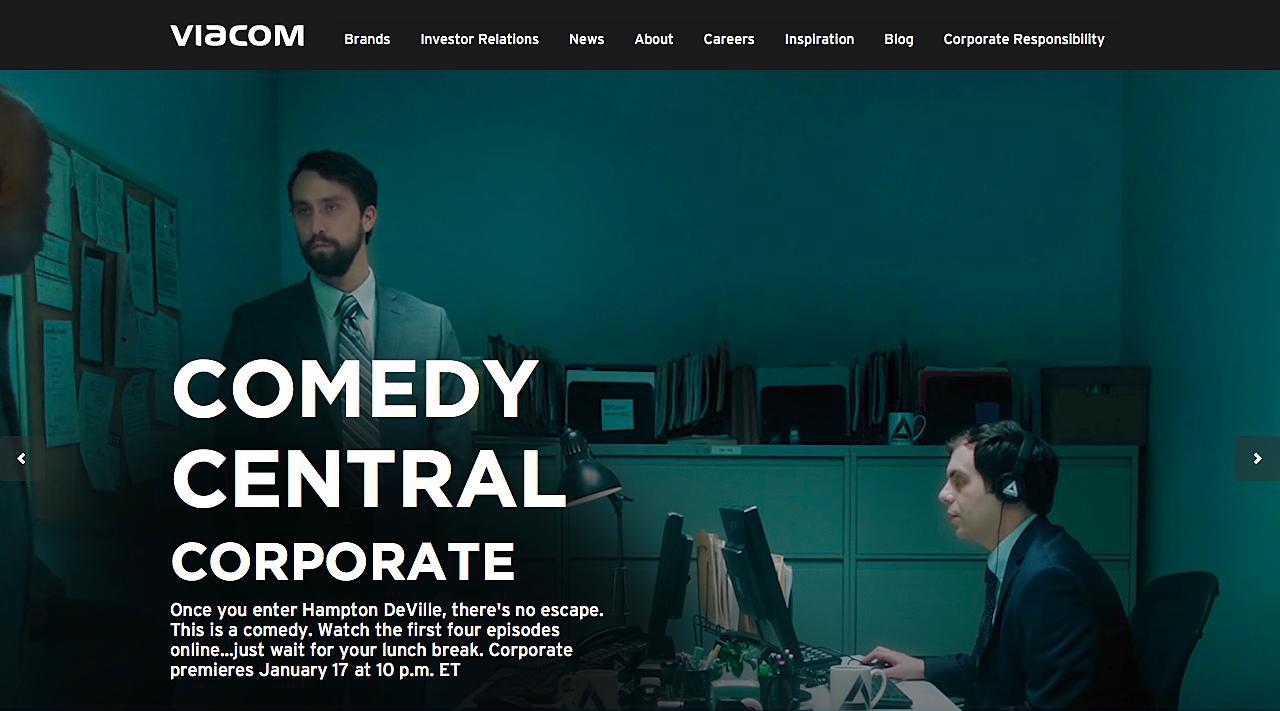 VIACOM Brands Investor Relations News About Careers Inspiration Blog Corporate Responsibility
COMEDY
CENTRAL
CORPORATE
Once you enter Hampton DeVille, there's no escape.
This is a comedy. Watch the first four episodes
online...just wait for your lunch break. Corporate
premieres January 17 at 10 p.m. ET